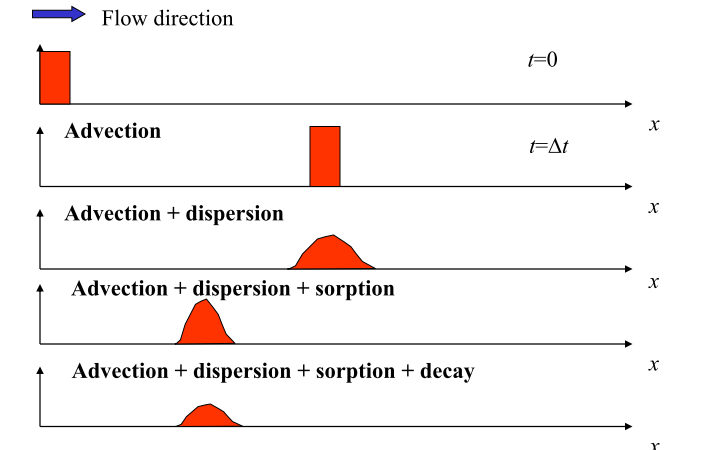 Flow direction
t=0
x
Advection
t=Δt
x
Advection + dispersion
x
Advection + dispersion + sorption
x
Advection + dispersion + sorption + decay
x